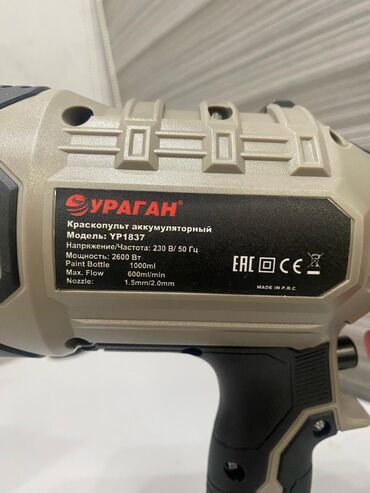 УРАГАН®
Краскопульт аккумуляторный
Модель: YP1837
Напряжение/Частота: 230 В/ 50 Гц
Мощность: 2600 Вт
Paint Bottle 1000ml
Max. Flow 600ml/min
Nozzle: 1.5mm/2.0mm
EAC CE
MADE IN P.R.C